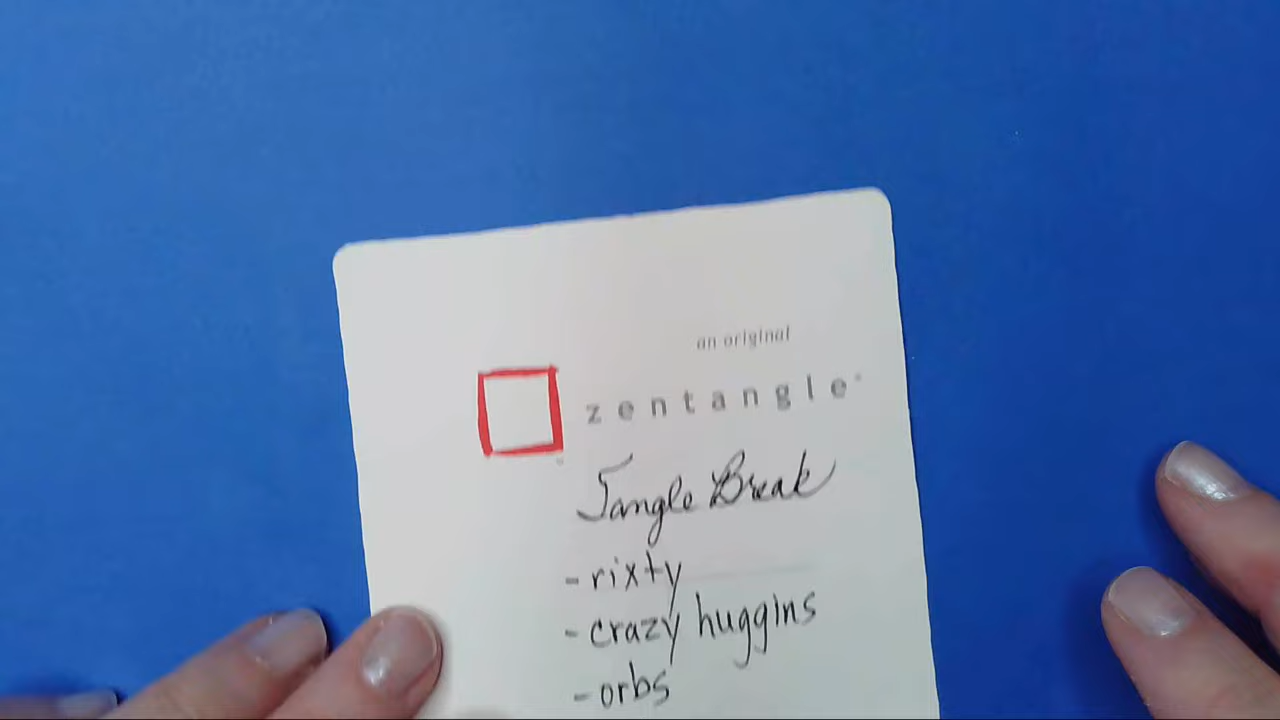 an original
zentangle
Tangle Break
- rixty
- crazy huggins
- orbs